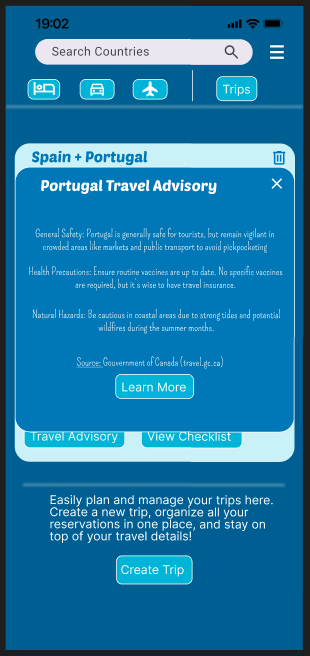 19:02
Search Countries
Trips
Spain + Portugal
Portugal Travel Advisory
General Safety: Portugal is generally safe for tourists, but remain vigilant in
crowded areas like markets and public transport to avoid pickpocketing
Health Precautions: Ensure routine vaccines are up to date. No specific vaccines
are required, but it's wise to have travel insurance.
Natural Hazards: Be cautious in coastal areas due to strong tides and potential
wildfires during the summer months.
Source: Gouvernment of Canada (travel.gc.ca)
Learn More
Travel Advisory
View Checklist
Easily plan and manage your trips here.
Create a new trip, organize all your
reservations in one place, and stay on
top of your travel details!
Create Trip